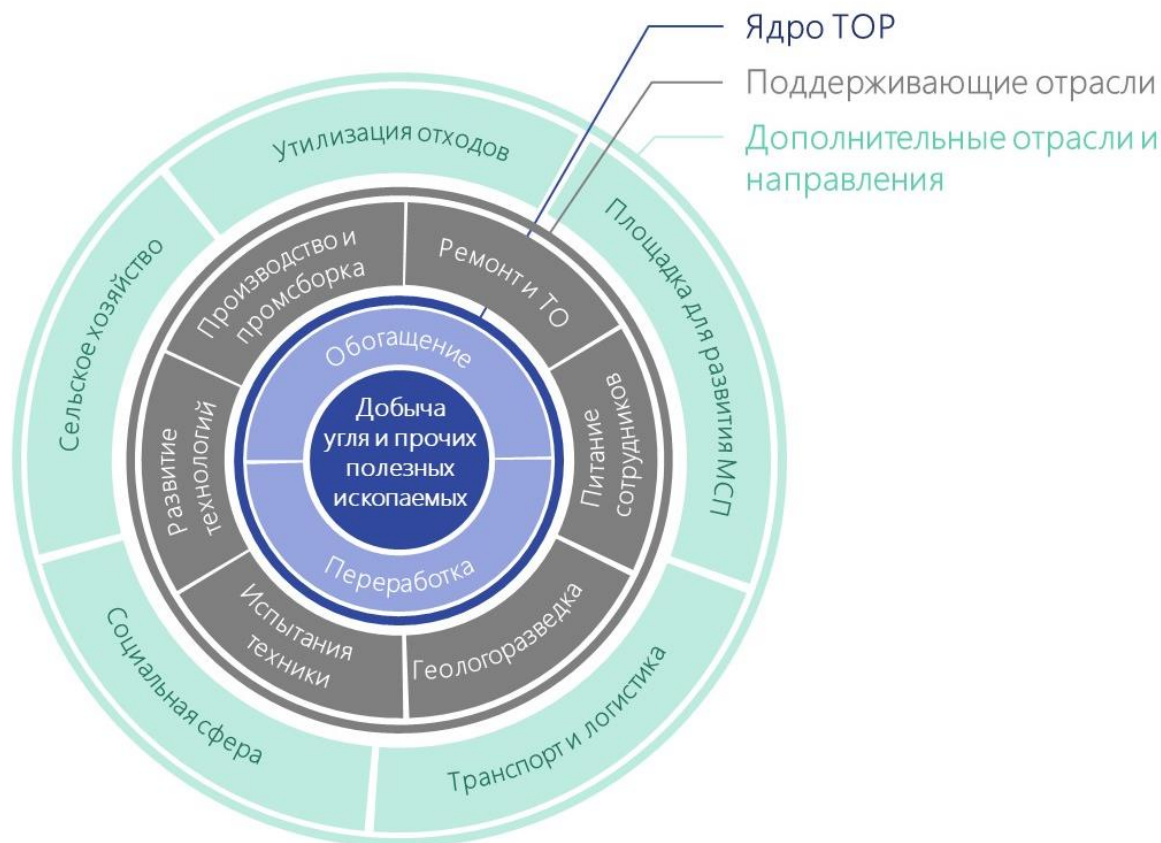 Ядро ТОР
Поддерживающие отрасли
Дополнительные отрасли и
направления
Утилизация отходов
Площадка для развития МСП
Транспорт и логистика
Социальная сфера
Сельское хозяйство
Производство и
промсборка
Ремонт и ТО
Питание
сотрудников
Геологоразведка
Испытания
техники
Развитие
технологий
Обогащение
Переработка
Добыча
угля и прочих
полезных
ископаемых